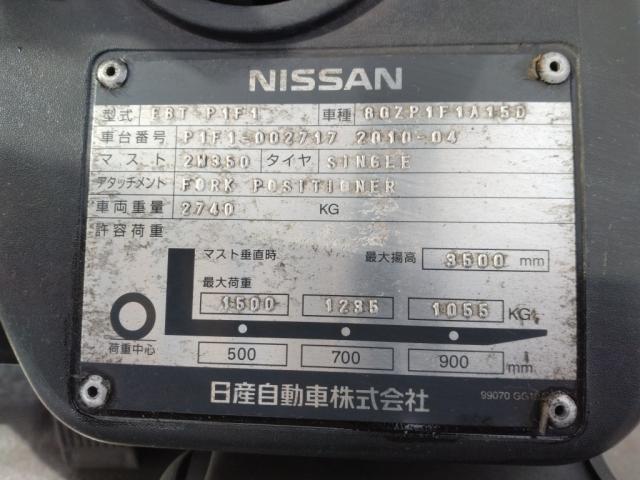 NISSAN
型式 EBT-P1F1 車種 8GZP1F1A15D
車台番号 P1F1-002717 2010-04
マスト 2W350 タイヤ SINGLE
アタッチメント FORK POSITIONER
車両重量 2740 KG
許容荷重
マスト垂直時 最大揚高 3500 mm
最大荷重
1500 1235 1055 KG
荷重中心 500 700 900 mm
日産自動車株式会社
99070